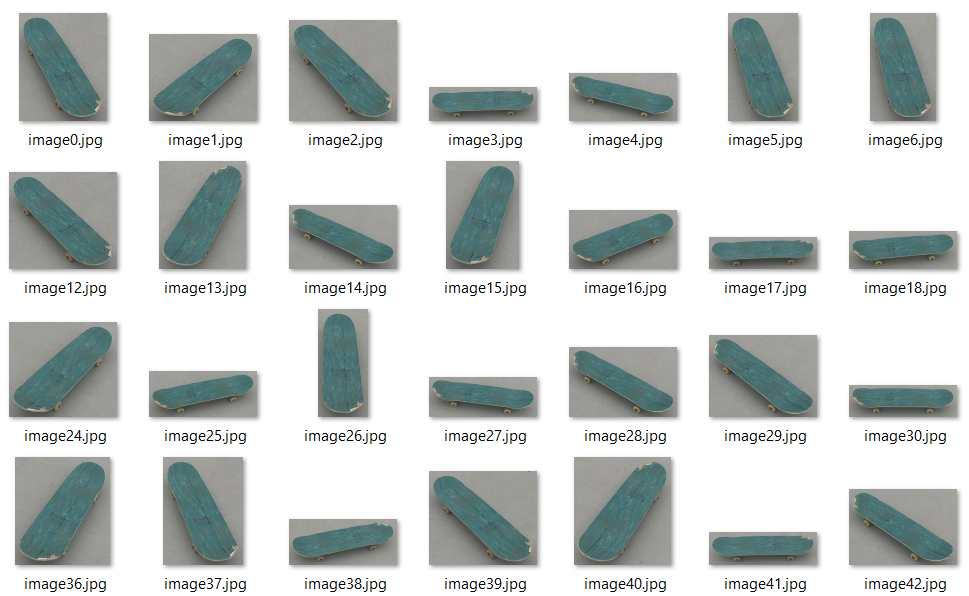 image0.jpg image1.jpg image2.jpg image3.jpg image4.jpg image5.jpg image6.jpg
image12.jpg image13.jpg image14.jpg image15.jpg image16.jpg image17.jpg image18.jpg
image24.jpg image25.jpg image26.jpg image27.jpg image28.jpg image29.jpg image30.jpg
image36.jpg image37.jpg image38.jpg image39.jpg image40.jpg image41.jpg image42.jpg